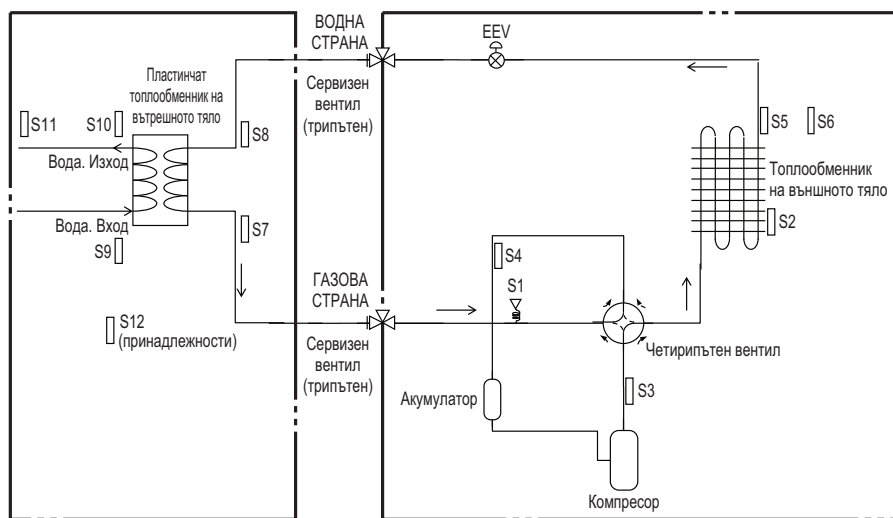 ВОДНА
СТРАНА
EEV
Пластинчат
топлообменник на
вътрешното тяло
Сервизен
вентил
(трипътен)
S11
S10
S8
S5
S6
Вода. Изход
Топлообменник
на външното тяло
S2
Вода. Вход
S7
S9
S4
ГАЗОВА
СТРАНА
S1
S12
(принадлежности)
Сервизен
вентил
(трипътен)
Четирипътен вентил
Акумулатор
S3
Компресор